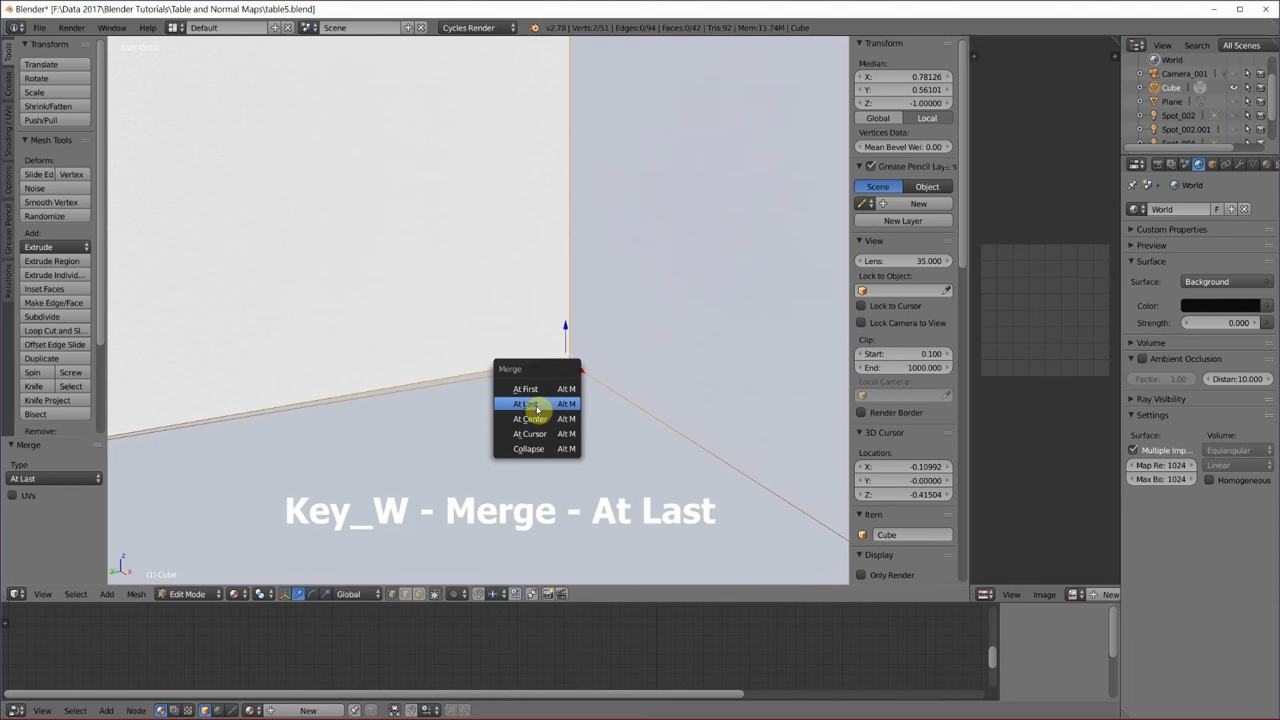 Blender* [F:\Data 2017\Blender Tutorials\Table and Normal Maps\table5.blend]
File Render Window Help Default Scene Cycles Render v2.78 | Verts:2/51 | Edges:0/94 | Faces:0/42 | Tris:92 | Mem:11.74M | Cube
View Search All Scenes
World
Camera_001
Cube
Plane
Spot_002
Spot_002.001
Tools
Create
Shading / UVs
Options
Grease Pencil
Relations
Transform
Translate
Rotate
Scale
Shrink/Fatten
Push/Pull
Mesh Tools
Deform:
Slide Ed Vertex
Noise
Smooth Vertex
Randomize
Add:
Extrude
Extrude Region
Extrude Individ...
Inset Faces
Make Edge/Face
Subdivide
Loop Cut and Sl...
Offset Edge Slide
Duplicate
Spin Screw
Knife Select
Knife Project
Bisect
Remove:
Merge
Type
At Last
UVs
Merge
At First Alt M
At Last Alt M
At Center Alt M
At Cursor Alt M
Collapse Alt M
Key_W - Merge - At Last
(1) Cube
Transform
Median:
X: 0.78126
Y: 0.56101
Z: -1.00000
Global Local
Vertices Data:
Mean Bevel Wei: 0.00
Grease Pencil Layers
Scene Object
New
New Layer
View
Lens: 35.000
Lock to Object:
Lock to Cursor
Lock Camera to View
Clip:
Start: 0.100
End: 1000.000
Local Camera:
Render Border
3D Cursor
Location:
X: -0.10992
Y: -0.00000
Z: -0.41504
Item
Cube
Display
Only Render
World
World F
Custom Properties
Preview
Surface
Surface: Background
Color:
Strength: 0.000
Volume
Ambient Occlusion
Factor: 1.00 Distan:10.000
Ray Visibility
Settings
Surface: Volume:
Multiple Imp... Equiangular
Map Re: 1024 Linear
Max Bo: 1024 Homogeneous
View Select Add Mesh Edit Mode Global
View Image New
View Select Add Node New